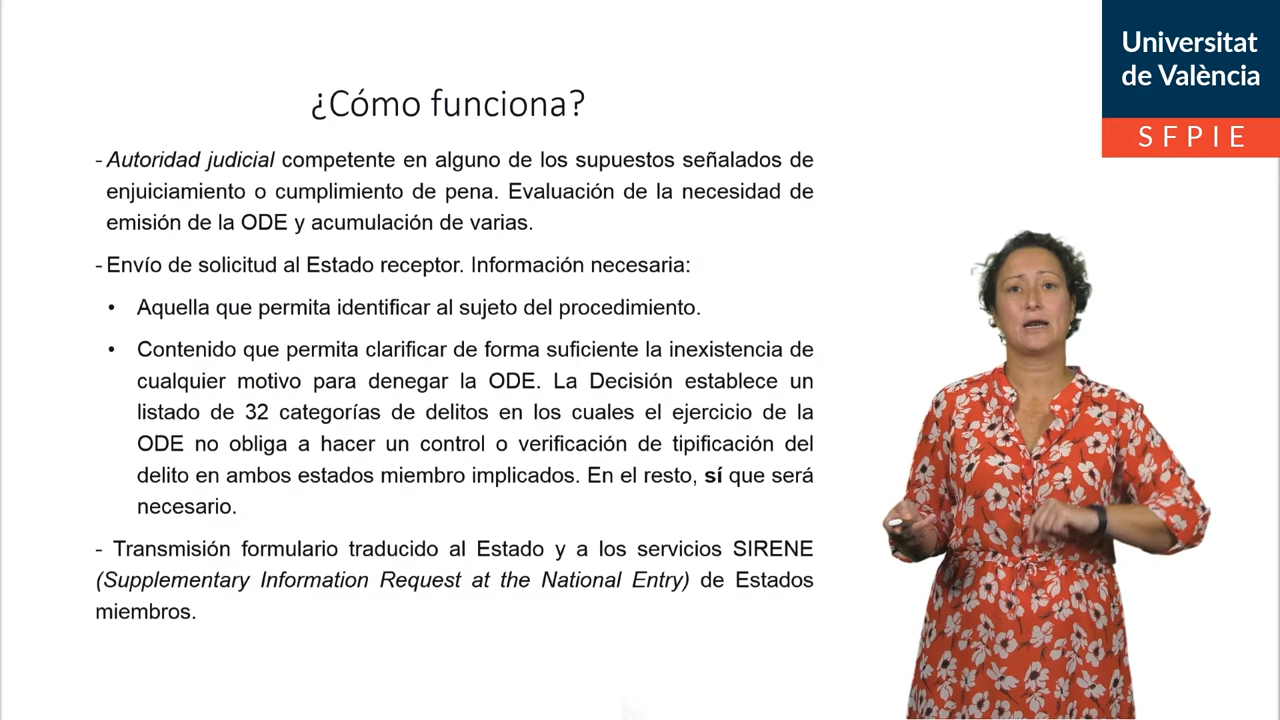 ¿Cómo funciona?
- Autoridad judicial competente en alguno de los supuestos señalados de
enjuiciamiento o cumplimiento de pena. Evaluación de la necesidad de
emisión de la ODE y acumulación de varias.
- Envío de solicitud al Estado receptor. Información necesaria:
• Aquella que permita identificar al sujeto del procedimiento.
• Contenido que permita clarificar de forma suficiente la inexistencia de
cualquier motivo para denegar la ODE. La Decisión establece un
listado de 32 categorías de delitos en los cuales el ejercicio de la
ODE no obliga a hacer un control o verificación de tipificación del
delito en ambos estados miembro implicados. En el resto, sí que será
necesario.
- Transmisión formulario traducido al Estado y a los servicios SIRENE
(Supplementary Information Request at the National Entry) de Estados
miembros.
Universitat
de València
SFPIE